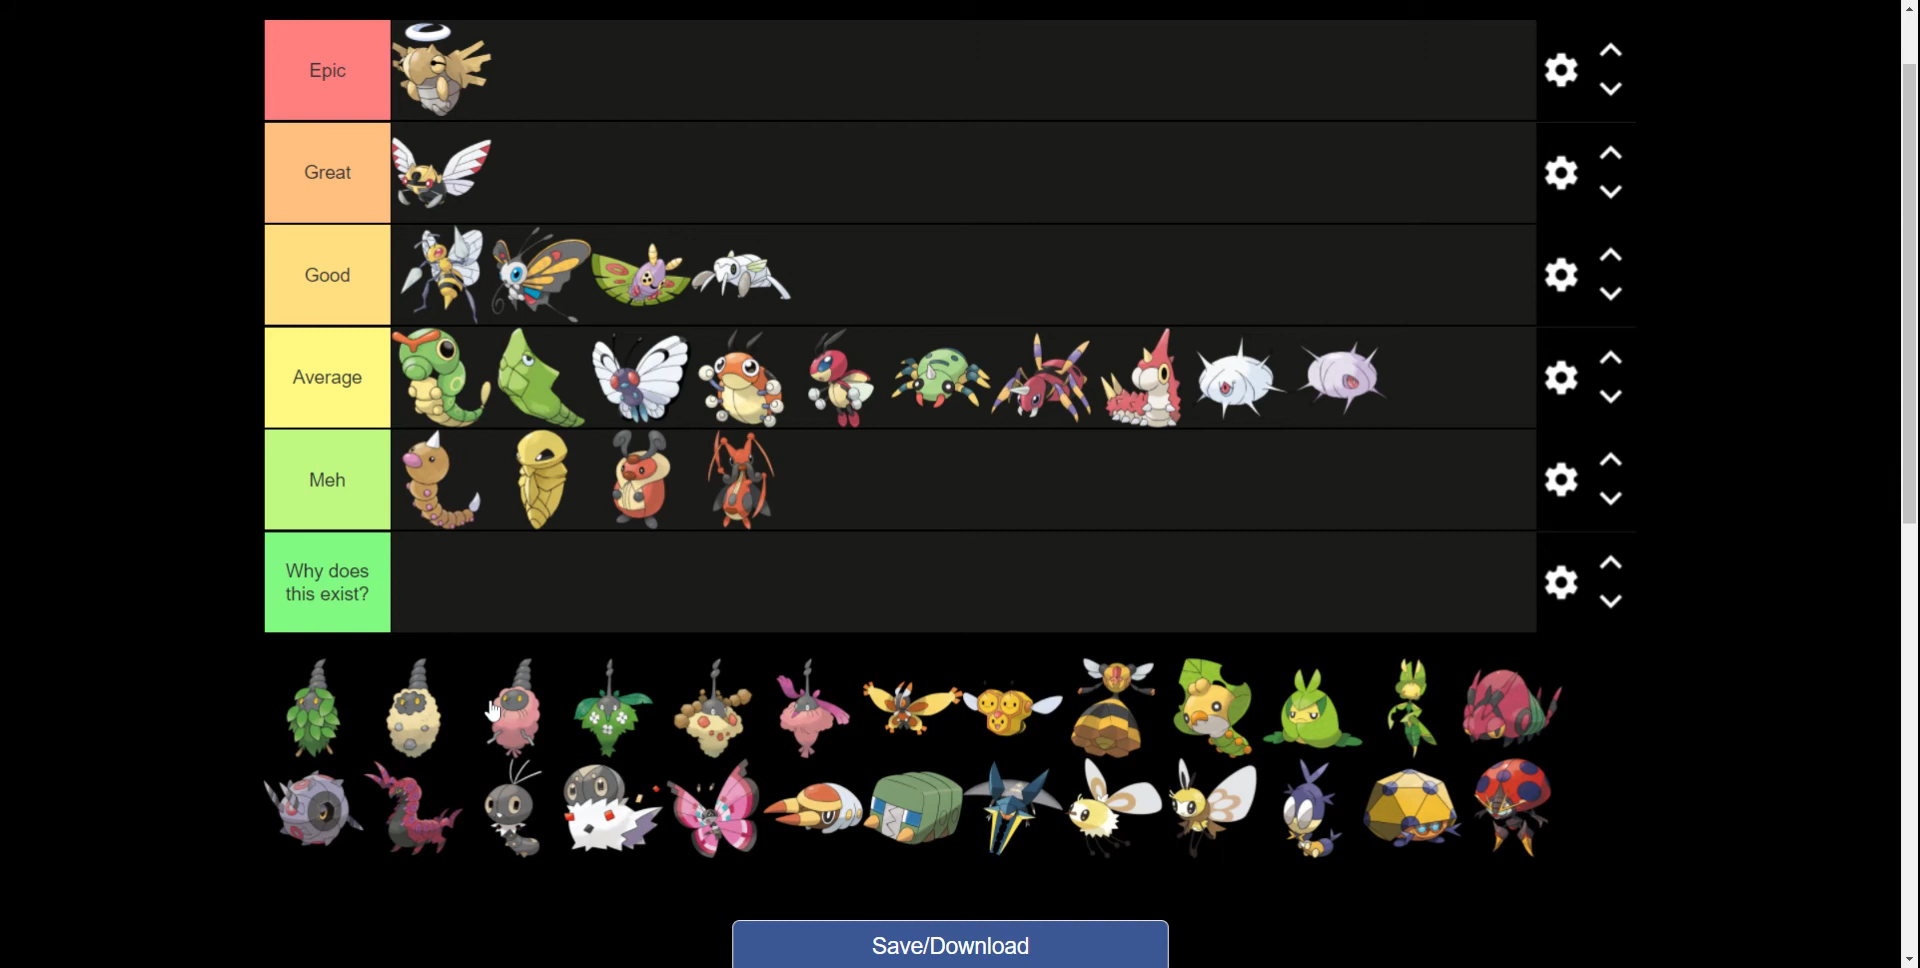 Epic
Great
Good
Average
Meh
Why does
this exist?
Save/Download